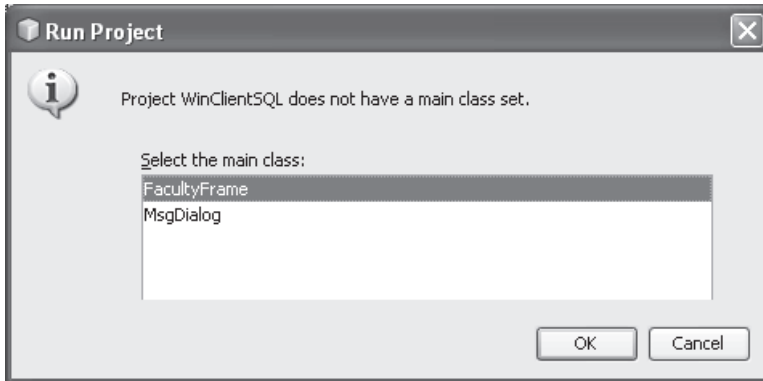 Run Project
Project WinClientSQL does not have a main class set.
Select the main class:
FacultyFrame
MsgDialog
OK
Cancel